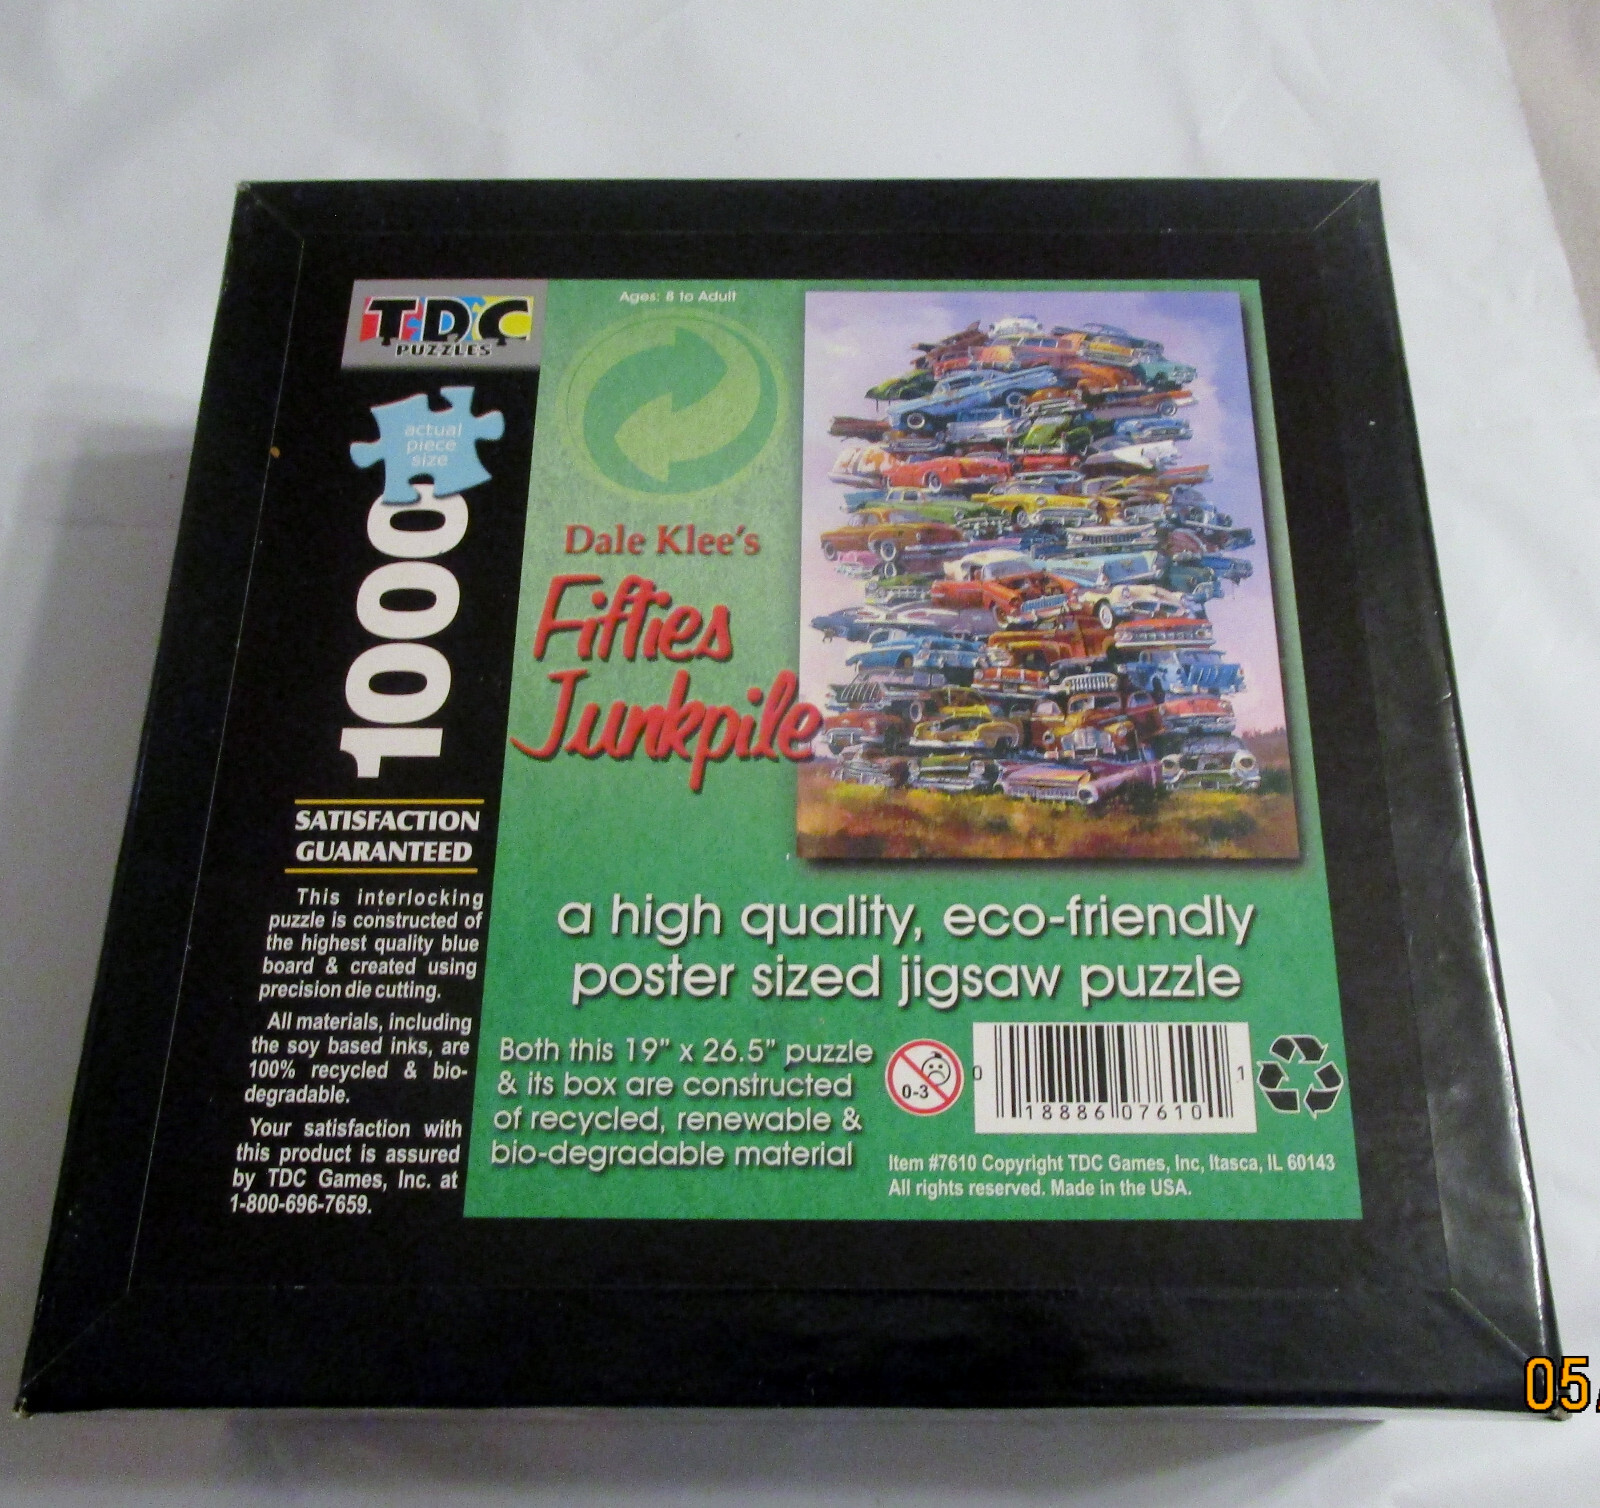 TDC
PUZZLES
actual
piece
size
1000
SATISFACTION
GUARANTEED
This interlocking
puzzle is constructed of
the highest quality blue
board & created using
precision die cutting.
All materials, including
the soy based inks, are
100% recycled & bio-
degradable.
Your satisfaction with
this product is assured
by TDC Games, Inc. at
1-800-696-7659.
Ages: 8 to Adult
Dale Klee's
Fifties
Junkpile
a high quality, eco-friendly
poster sized jigsaw puzzle
Both this 19" x 26.5" puzzle
& its box are constructed
of recycled, renewable &
bio-degradable material
0-3
0 18886 07610 1
Item #7610 Copyright TDC Games, Inc, Itasca, IL 60143
All rights reserved. Made in the USA.
05